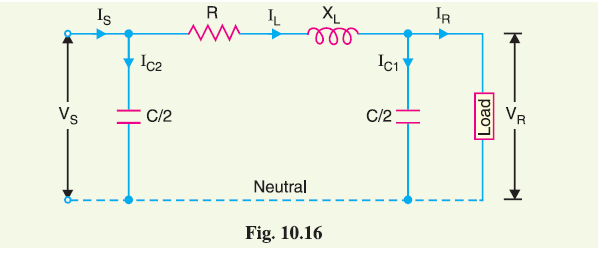 I_S R I_L X_L I_R
I_C2 I_C1
V_S C/2 C/2 Load V_R
Neutral
Fig. 10.16